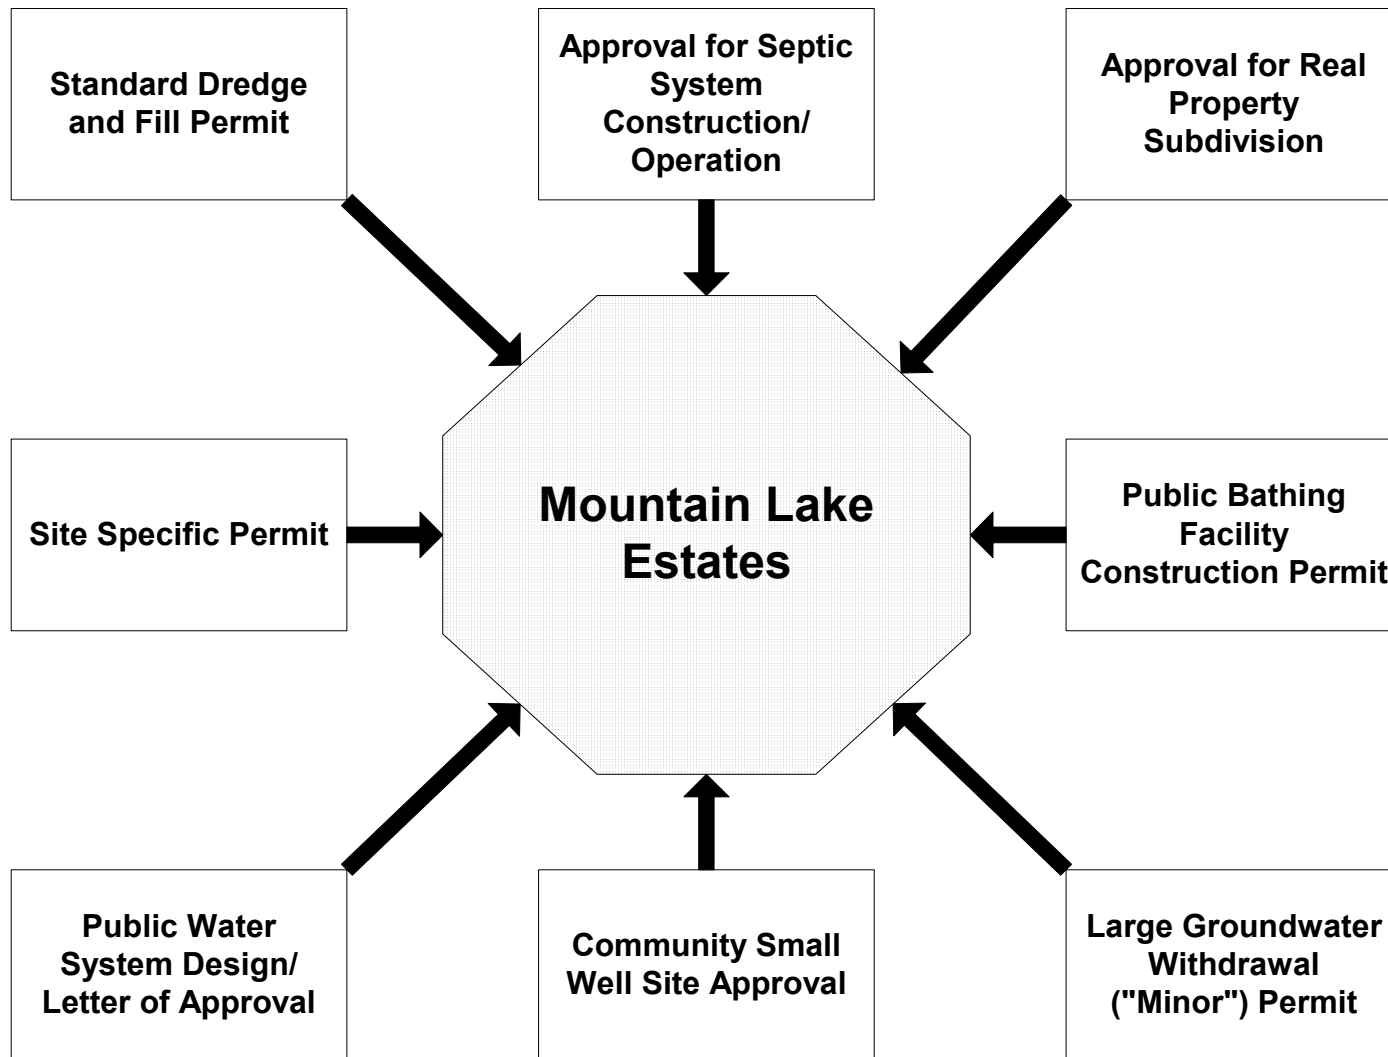 Standard Dredge
and Fill Permit
Approval for Septic
System
Construction/
Operation
Approval for Real
Property
Subdivision
Site Specific Permit
Mountain Lake
Estates
Public Bathing
Facility
Construction Permit
Public Water
System Design/
Letter of Approval
Community Small
Well Site Approval
Large Groundwater
Withdrawal
("Minor") Permit